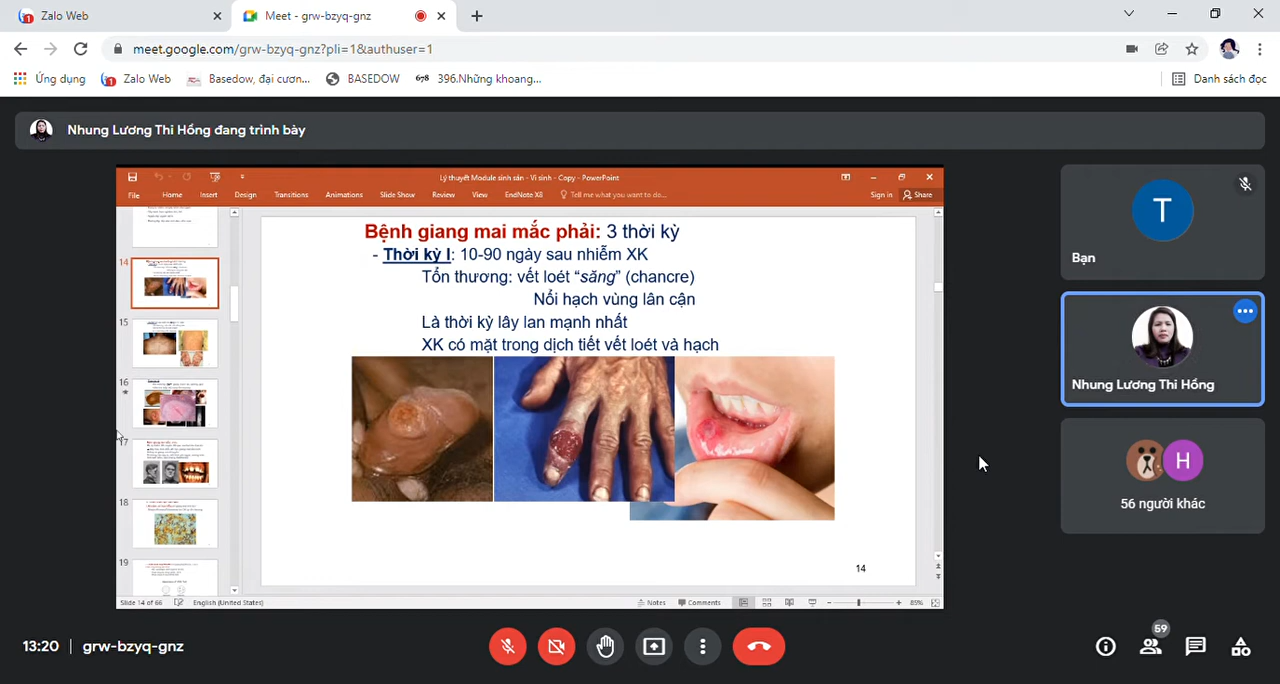 Zalo Web
Meet - grw-bzyq-gnz
meet.google.com/grw-bzyq-gnz?pli=1&authuser=1
Ứng dụng
Zalo Web
Basedow, đại cươn...
BASEDOW
396.Những khoang...
Danh sách đọc
Nhung Lương Thi Hồng đang trình bày
Lý thuyết Module sinh sản - Vi sinh - Copy - PowerPoint
File Home Insert Design Transitions Animations Slide Show Review View EndNote X8 Tell me what you want to do... Sign in Share
Bệnh giang mai mắc phải: 3 thời kỳ
- Thời kỳ I: 10-90 ngày sau nhiễm XK
Tổn thương: vết loét “săng” (chancre)
Nổi hạch vùng lân cận
Là thời kỳ lây lan mạnh nhất
XK có mặt trong dịch tiết vết loét và hạch
14
14
15
16
17
18
19
Slide 14 of 66 English (United States) Notes Comments 85%
T
Bạn
Nhung Lương Thi Hồng
H
56 người khác
13:20 | grw-bzyq-gnz
59